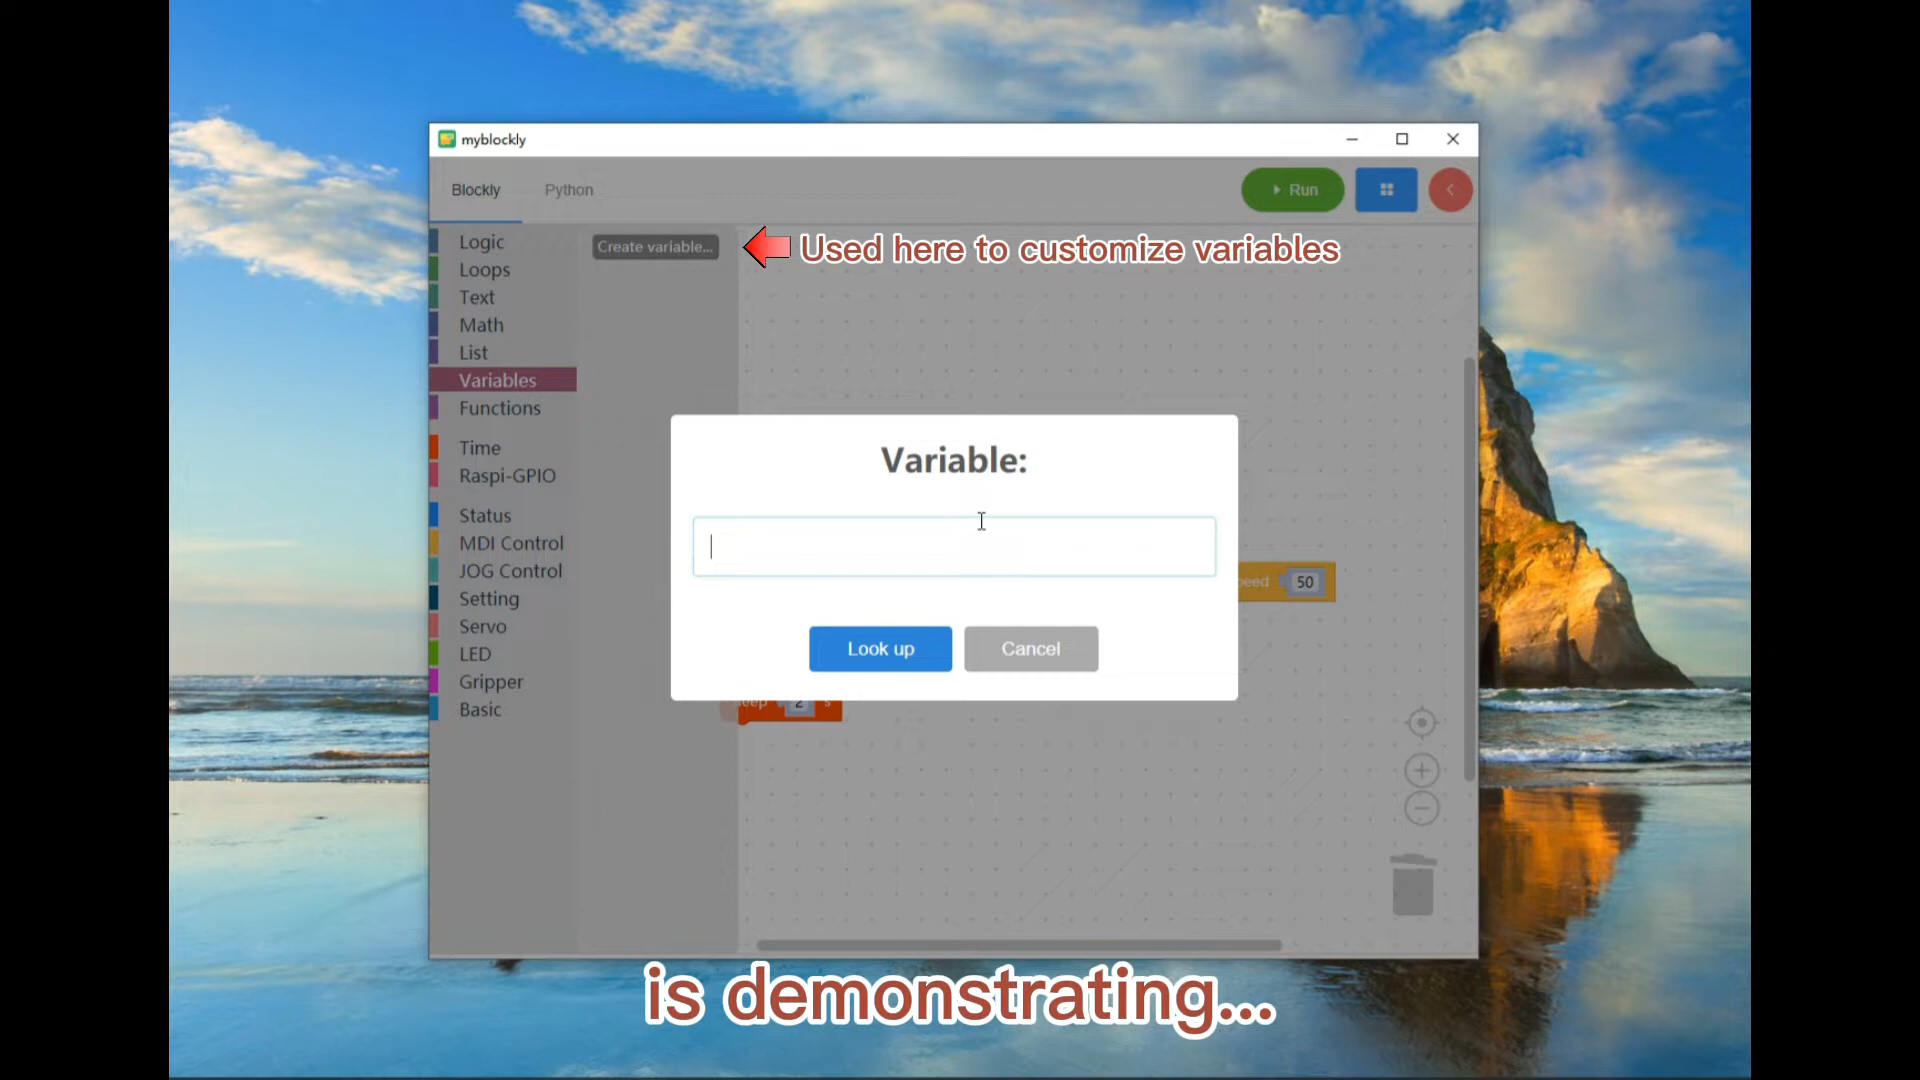 myblockly
Blockly Python Run
Create variable... Used here to customize variables
Logic
Loops
Text
Math
List
Variables
Functions
Time
Raspi-GPIO
Status
MDI Control
JOG Control
Setting
Servo
LED
Gripper
Basic
Variable:
50
Look up Cancel
2 s
is demonstrating...